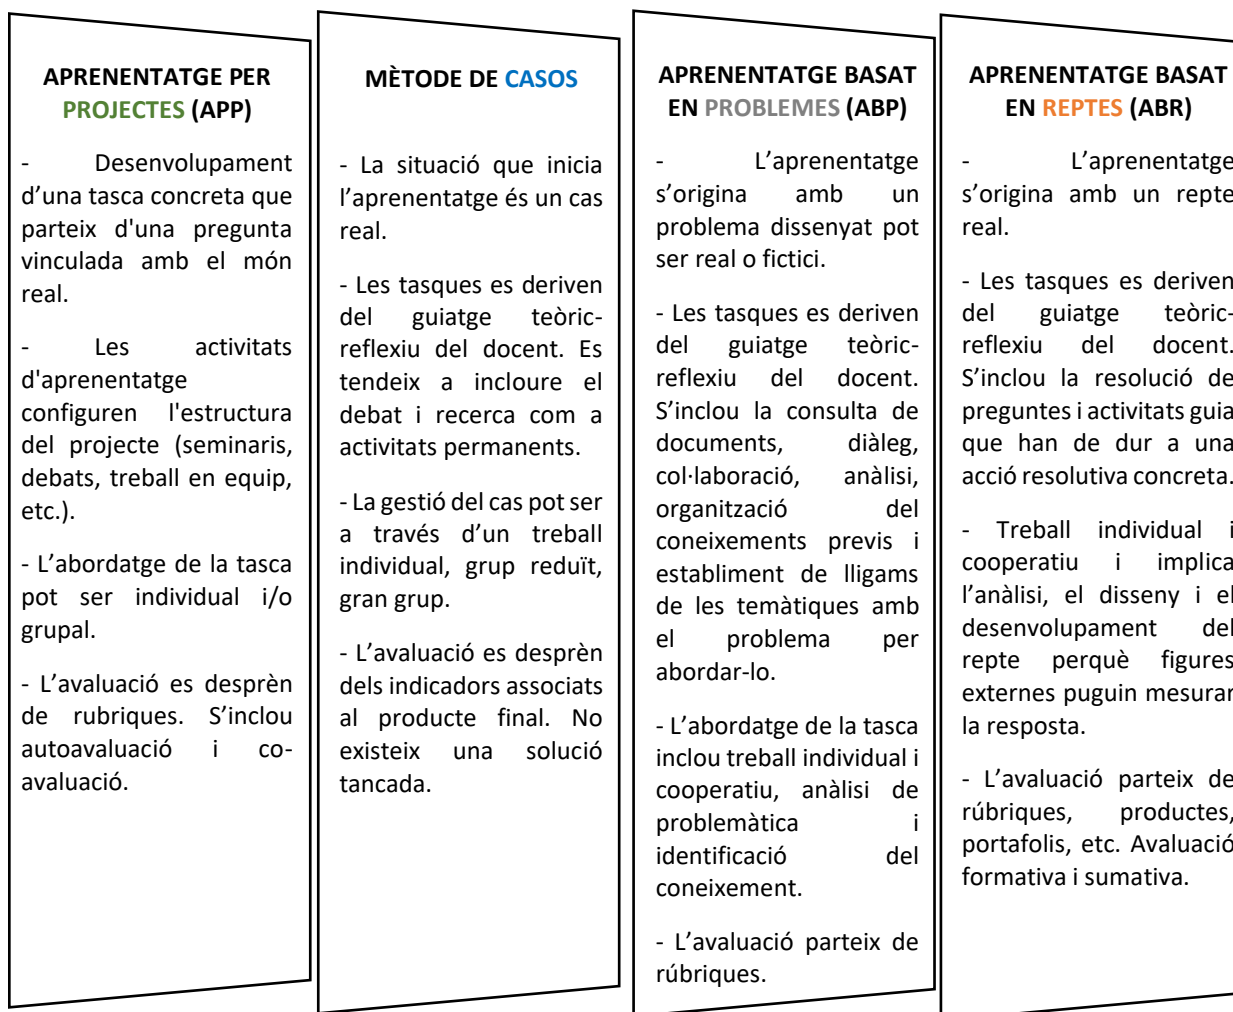 APRENENTATGE PER
PROJECTES (APP)
- Desenvolupament
d’una tasca concreta que
parteix d'una pregunta
vinculada amb el món
real.
- Les activitats
d'aprenentatge
configuren l'estructura
del projecte (seminaris,
debats, treball en equip,
etc.).
- L’abordatge de la tasca
pot ser individual i/o
grupal.
- L’avaluació es desprèn
de rubriques. S’inclou
autoavaluació i co-
avaluació.
MÈTODE DE CASOS
- La situació que inicia
l’aprenentatge és un cas
real.
- Les tasques es deriven
del guiatge teòric-
reflexiu del docent. Es
tendeix a incloure el
debat i recerca com a
activitats permanents.
- La gestió del cas pot ser
a través d’un treball
individual, grup reduït,
gran grup.
- L’avaluació es desprèn
dels indicadors associats
al producte final. No
existeix una solució
tancada.
APRENENTATGE BASAT
EN PROBLEMES (ABP)
- L’aprenentatge
s’origina amb un
problema dissenyat pot
ser real o fictici.
- Les tasques es deriven
del guiatge teòric-
reflexiu del docent.
S’inclou la consulta de
documents, diàleg,
col·laboració, anàlisi,
organització del
coneixements previs i
establiment de lligams
de les temàtiques amb
el problema per
abordar-lo.
- L’abordatge de la tasca
inclou treball individual i
cooperatiu, anàlisi de
problemàtica i
identificació del
coneixement.
- L’avaluació parteix de
rúbriques.
APRENENTATGE BASAT
EN REPTES (ABR)
- L’aprenentatge
s’origina amb un repte
real.
- Les tasques es deriven
del guiatge teòric-
reflexiu del docent.
S’inclou la resolució de
preguntes i activitats guia
que han de dur a una
acció resolutiva concreta.
- Treball individual i
cooperatiu i implica
l’anàlisi, el disseny i el
desenvolupament del
repte perquè figures
externes puguin mesurar
la resposta.
- L’avaluació parteix de
rúbriques, productes,
portafolis, etc. Avaluació
formativa i sumativa.